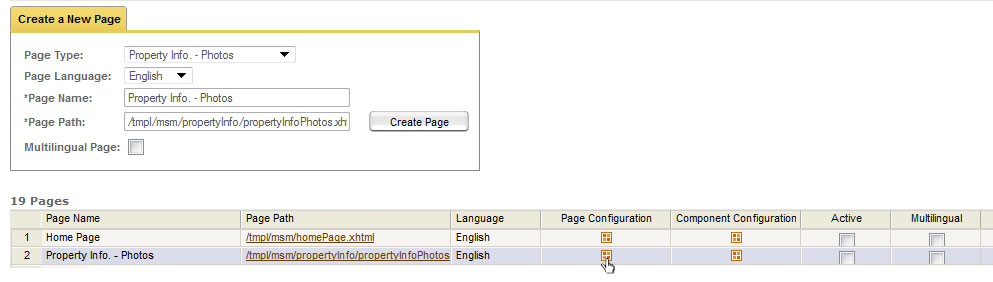 Create a New Page
Page Type: Property Info. - Photos
Page Language: English
*Page Name: Property Info. - Photos
*Page Path: /tmpl/msm/propertyInfo/propertyInfoPhotos.xht Create Page
Multilingual Page:
19 Pages
Page Name Page Path Language Page Configuration Component Configuration Active Multilingual
1 Home Page /tmpl/msm/homePage.xhtml English
2 Property Info. - Photos /tmpl/msm/propertyInfo/propertyInfoPhotos English